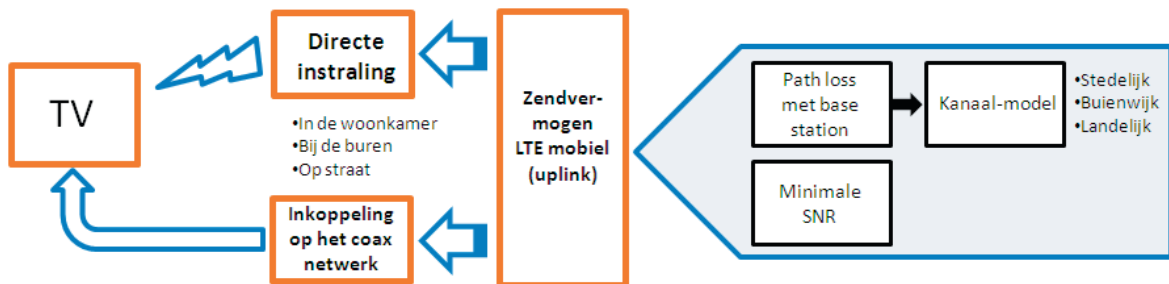 TV
Directe
instraling
•In de woonkamer
•Bij de buren
•Op straat
Inkoppeling
op het coax
netwerk
Zendver-
mogen
LTE mobiel
(uplink)
Path loss
met base
station
Kanaal-model
•Stedelijk
•Buienwijk
•Landelijk
Minimale
SNR